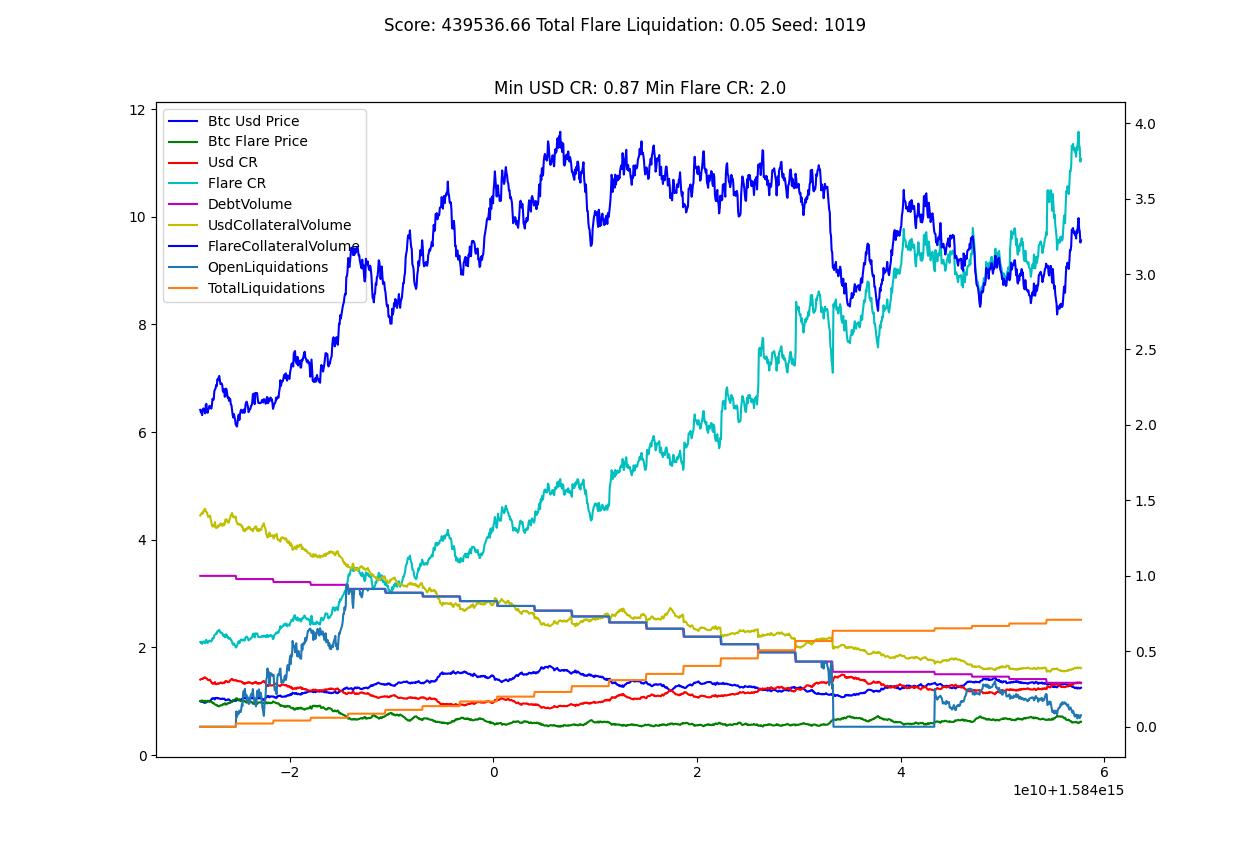 Score: 439536.66 Total Flare Liquidation: 0.05 Seed: 1019
Min USD CR: 0.87 Min Flare CR: 2.0
Btc Usd Price
Btc Flare Price
Usd CR
Flare CR
DebtVolume
UsdCollateralVolume
FlareCollateralVolume
OpenLiquidations
TotalLiquidations
12
10
8
6
4
2
0
4.0
3.5
3.0
2.5
2.0
1.5
1.0
0.5
0.0
−2
0
2
4
6
1e10+1.584e15